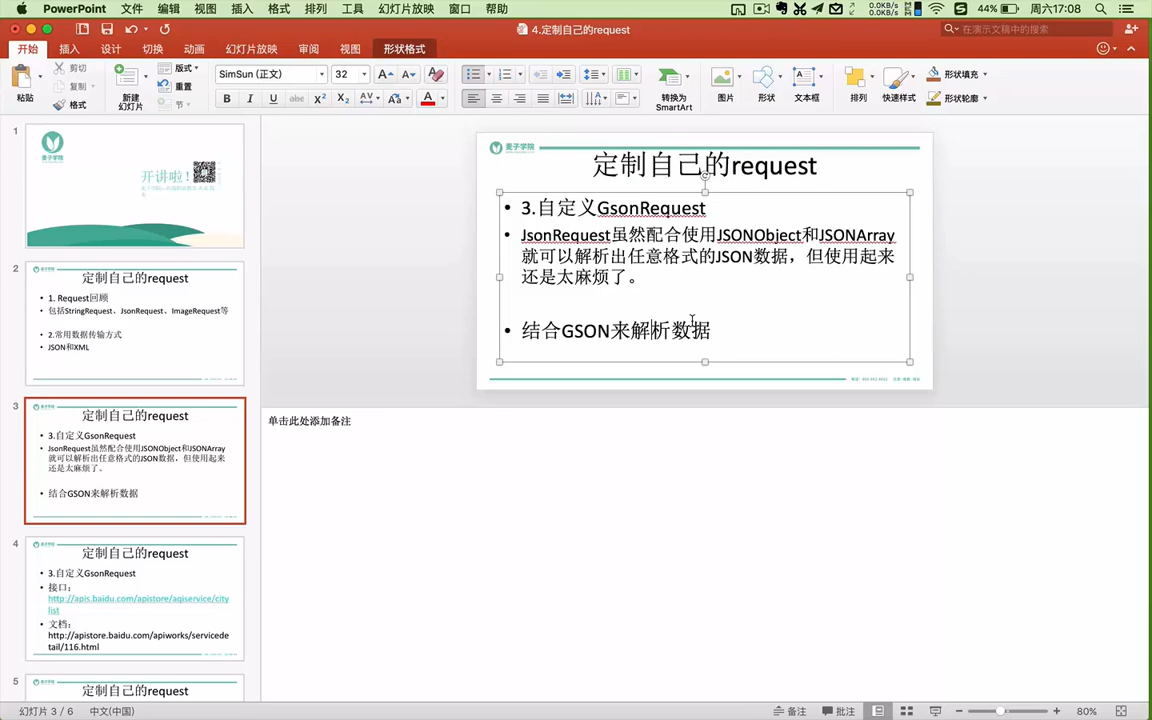 PowerPoint 文件 编辑 视图 插入 格式 排列 工具 幻灯片放映 窗口 帮助
0.0KB/s
0.0KB/s
44% 周六17:08
4.定制自己的request
在演示文稿中的搜索
开始 插入 设计 切换 动画 幻灯片放映 审阅 视图 形状格式
粘贴 剪切 复制 格式
新建
幻灯片
版式 重置 节
SimSun (正文) 32
转换为
SmartArt
图片 形状 文本框 排列 快速样式 形状填充 形状轮廓
1
麦子学院
开讲啦!
2
定制自己的request
• 1. Request回顾
• 包括StringRequest、JsonRequest、ImageRequest等
• 2.常用数据传输方式
• JSON和XML
3
定制自己的request
• 3.自定义GsonRequest
• JsonRequest虽然配合使用JSONObject和JSONArray
就可以解析出任意格式的JSON数据，但使用起来
还是太麻烦了。
• 结合GSON来解析数据
4
定制自己的request
• 3.自定义GsonRequest
• 接口：
http://apis.baidu.com/apistore/aqiservice/city
list
• 文档：
http://apistore.baidu.com/apiworks/servicede
tail/116.html
5
定制自己的request
麦子学院
定制自己的request
• 3.自定义GsonRequest
• JsonRequest虽然配合使用JSONObject和JSONArray
就可以解析出任意格式的JSON数据，但使用起来
还是太麻烦了。
• 结合GSON来解析数据
单击此处添加备注
幻灯片 3 / 6 中文(中国) 备注 批注 80%